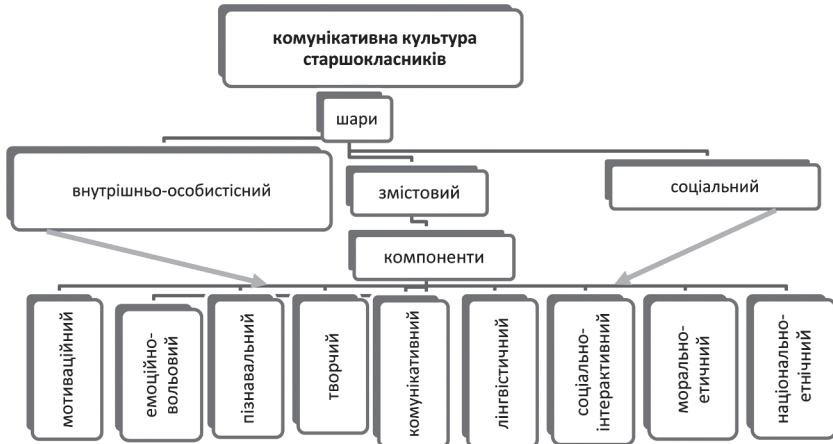 комунікативна культура
старшокласників
шари
внутрішньо-особистісний
змістовий
соціальний
компоненти
мотиваційний
емоційно-
вольовий
пізнавальний
творчий
комунікативний
лінгвістичний
соціально-
інтерактивний
морально-
етичний
національно-
етнічний